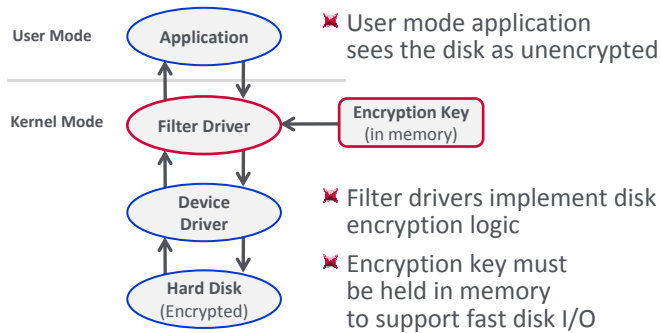 User Mode
Application
User mode application
sees the disk as unencrypted
Kernel Mode
Filter Driver
Encryption Key
(in memory)
Device
Driver
Filter drivers implement disk
encryption logic
Hard Disk
(Encrypted)
Encryption key must
be held in memory
to support fast disk I/O